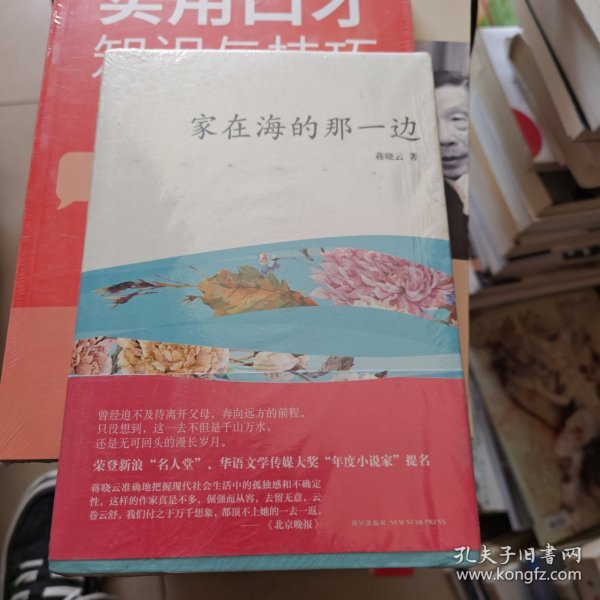 实用口才
知识与技巧
家在海的那一边
蒋晓云 著
曾经迫不及待离开父母，奔向远方的前程。
只没想到，这一去不但是千山万水，
还是无可回头的漫长岁月。
荣登新浪“名人堂”、华语文学传媒大奖“年度小说家”提名
蒋晓云准确地把握现代社会生活中的孤独感和不确定
性，这样的作家真是不多，倔强而从容，去留无意，云
卷云舒，我们付之于万千想象，都顶不上她的一去一返。
——《北京晚报》
新星出版社 NEW STAR PRESS
孔夫子旧书网
www.kongfz.com